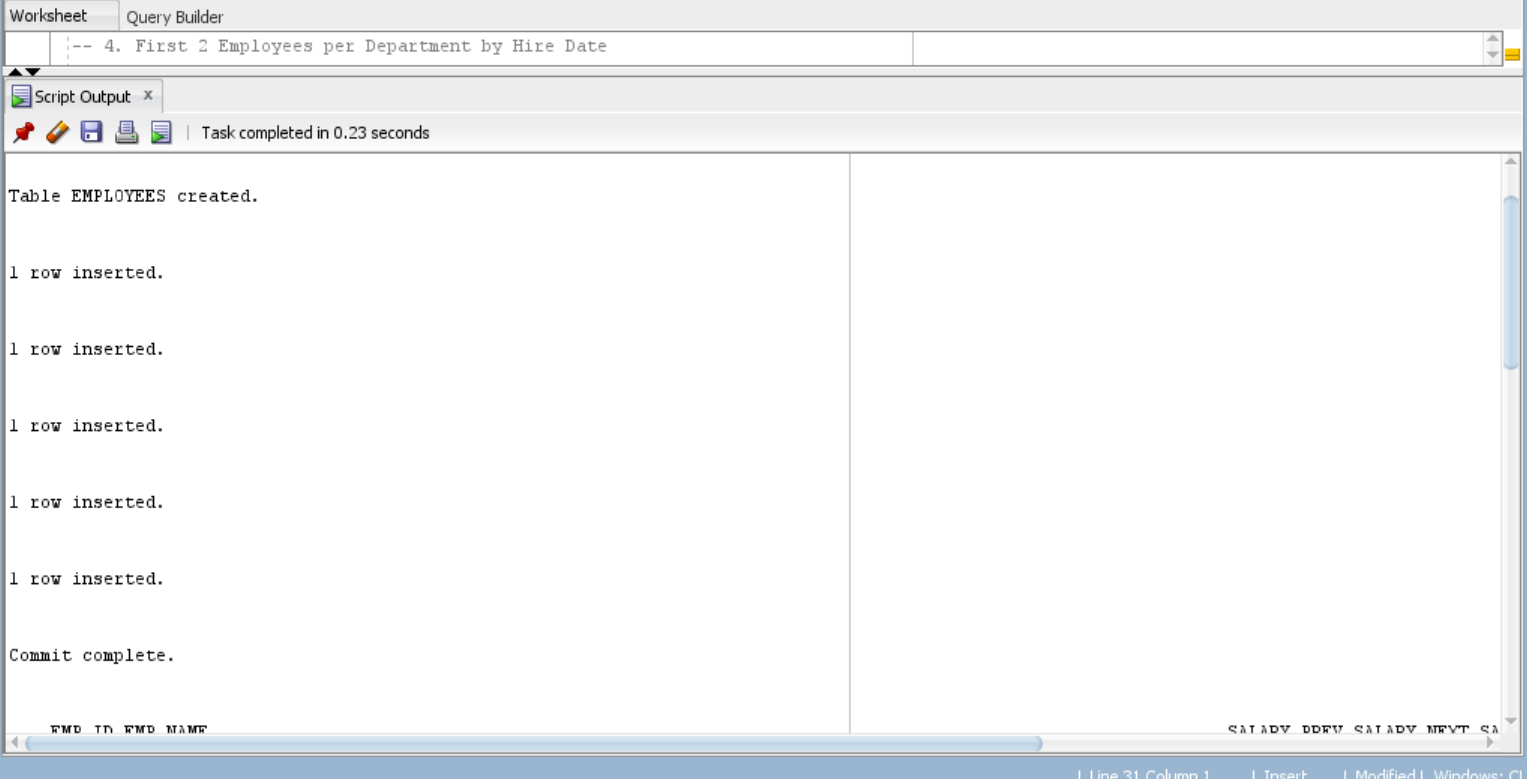 Worksheet Query Builder
-- 4. First 2 Employees per Department by Hire Date
Script Output x
Task completed in 0.23 seconds
Table EMPLOYEES created.
1 row inserted.
1 row inserted.
1 row inserted.
1 row inserted.
1 row inserted.
Commit complete.
EMP_ID EMP_NAME SALARY PREV_SALARY NEXT_SA
Line 31 Column 1 | Insert | Modified | Windows: C